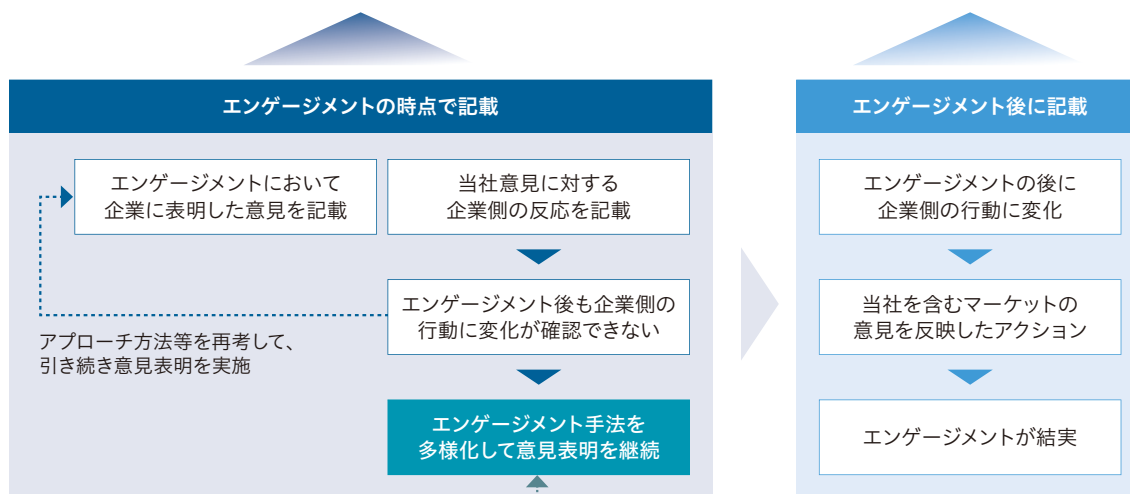 エンゲージメントの時点で記載
エンゲージメントにおいて
企業に表明した意見を記載
当社意見に対する
企業側の反応を記載
エンゲージメント後も企業側の
行動に変化が確認できない
アプローチ方法等を再考して、
引き続き意見表明を実施
エンゲージメント手法を
多様化して意見表明を継続
エンゲージメント後に記載
エンゲージメントの後に
企業側の行動に変化
当社を含むマーケットの
意見を反映したアクション
エンゲージメントが結実